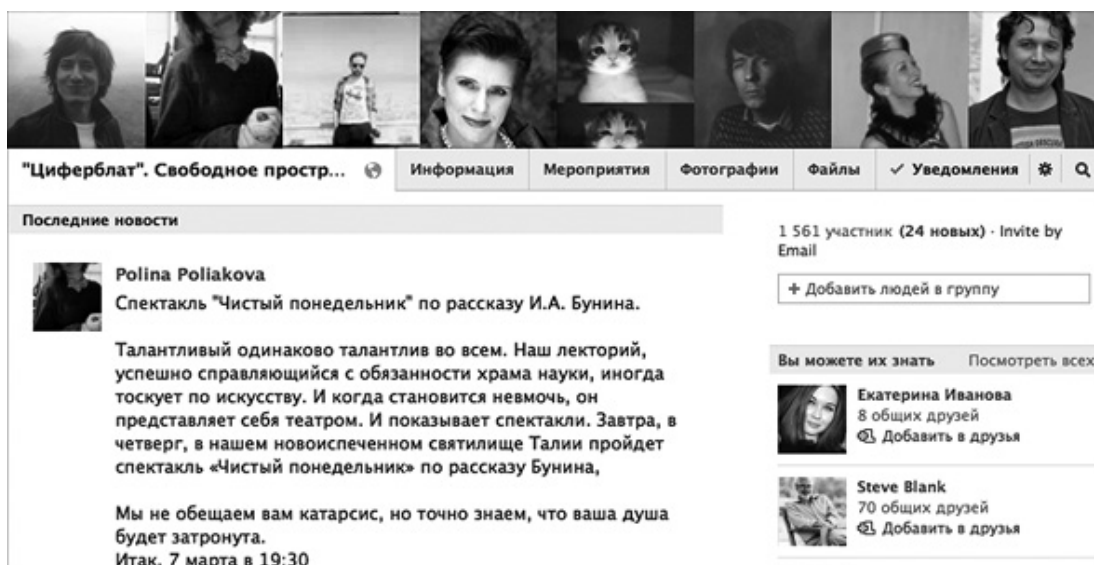 "Циферблат". Свободное простр...
Информация
Мероприятия
Фотографии
Файлы
✓ Уведомления
Последние новости
Polina Poliakova
Спектакль "Чистый понедельник" по рассказу И.А. Бунина.
Талантливый одинаково талантлив во всем. Наш лекторий,
успешно справляющийся с обязанности храма науки, иногда
тоскует по искусству. И когда становится невмочь, он
представляет себя театром. И показывает спектакли. Завтра, в
четверг, в нашем новоиспеченном святилище Талии пройдет
спектакль «Чистый понедельник» по рассказу Бунина,
Мы не обещаем вам катарсис, но точно знаем, что ваша душа
будет затронута.
Итак, 7 марта в 19:30
1 561 участник (24 новых) · Invite by
Email
+ Добавить людей в группу
Вы можете их знать
Посмотреть всех
Екатерина Иванова
8 общих друзей
Добавить в друзья
Steve Blank
70 общих друзей
Добавить в друзья